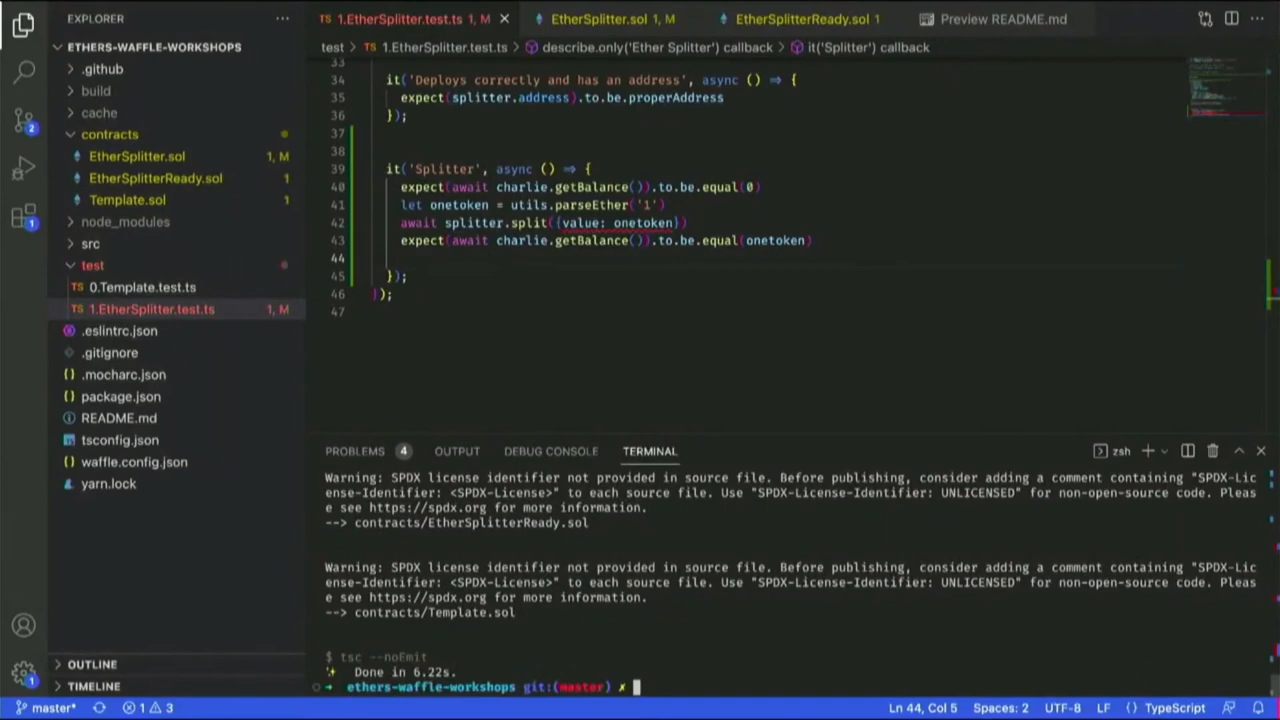 EXPLORER
ETHERS-WAFFLE-WORKSHOPS
.github
build
cache
contracts
EtherSplitter.sol 1, M
EtherSplitterReady.sol 1
Template.sol 1
node_modules
src
test
0.Template.test.ts
1.EtherSplitter.test.ts 1, M
.eslintrc.json
.gitignore
.mocharc.json
package.json
README.md
tsconfig.json
waffle.config.json
yarn.lock
OUTLINE
TIMELINE
1.EtherSplitter.test.ts 1, M
EtherSplitter.sol 1, M
EtherSplitterReady.sol 1
Preview README.md
test > TS 1.EtherSplitter.test.ts > describe.only('Ether Splitter') callback > it('Splitter') callback
33
34 it('Deploys correctly and has an address', async () => {
35 expect(splitter.address).to.be.properAddress
36 });
37
38
39 it('Splitter', async () => {
40 expect(await charlie.getBalance()).to.be.equal(0)
41 let onetoken = utils.parseEther('1')
42 await splitter.split({value: onetoken})
43 expect(await charlie.getBalance()).to.be.equal(onetoken)
44
45 });
46 });
47
PROBLEMS 4 OUTPUT DEBUG CONSOLE TERMINAL zsh
Warning: SPDX license identifier not provided in source file. Before publishing, consider adding a comment containing "SPDX-Lic
ense-Identifier: <SPDX-License>" to each source file. Use "SPDX-License-Identifier: UNLICENSED" for non-open-source code. Pleas
e see https://spdx.org for more information.
--> contracts/EtherSplitterReady.sol
Warning: SPDX license identifier not provided in source file. Before publishing, consider adding a comment containing "SPDX-Lic
ense-Identifier: <SPDX-License>" to each source file. Use "SPDX-License-Identifier: UNLICENSED" for non-open-source code. Pleas
e see https://spdx.org for more information.
--> contracts/Template.sol
$ tsc --noEmit
✨ Done in 6.22s.
➜ ethers-waffle-workshops git:(master) ✗
master* 1 3 Ln 44, Col 5 Spaces: 2 UTF-8 LF {} TypeScript